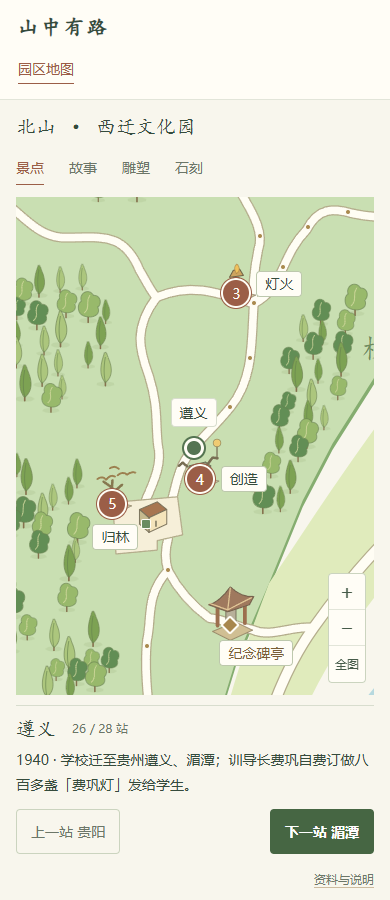 山中有路
园区地图
北山 • 西迁文化园
景点 故事 雕塑 石刻
3 灯火
遵义
4 创造
5
归林
纪念碑亭
+
−
全图
遵义 26 / 28 站
1940 · 学校迁至贵州遵义、湄潭；训导长费巩自费订做八
百多盏「费巩灯」发给学生。
上一站 贵阳 下一站 湄潭
资料与说明